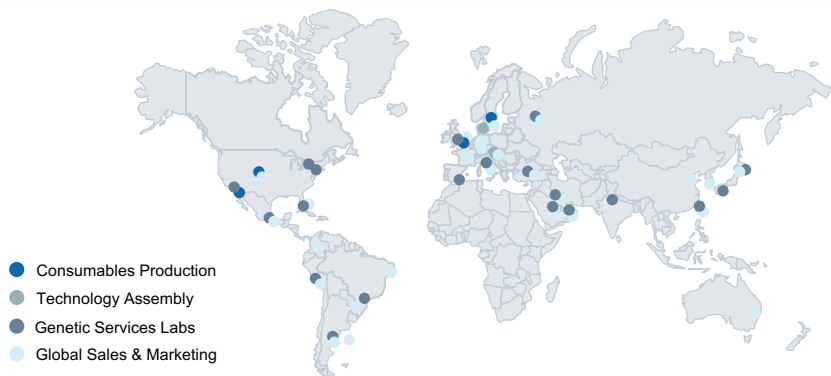 Consumables Production
Technology Assembly
Genetic Services Labs
Global Sales & Marketing